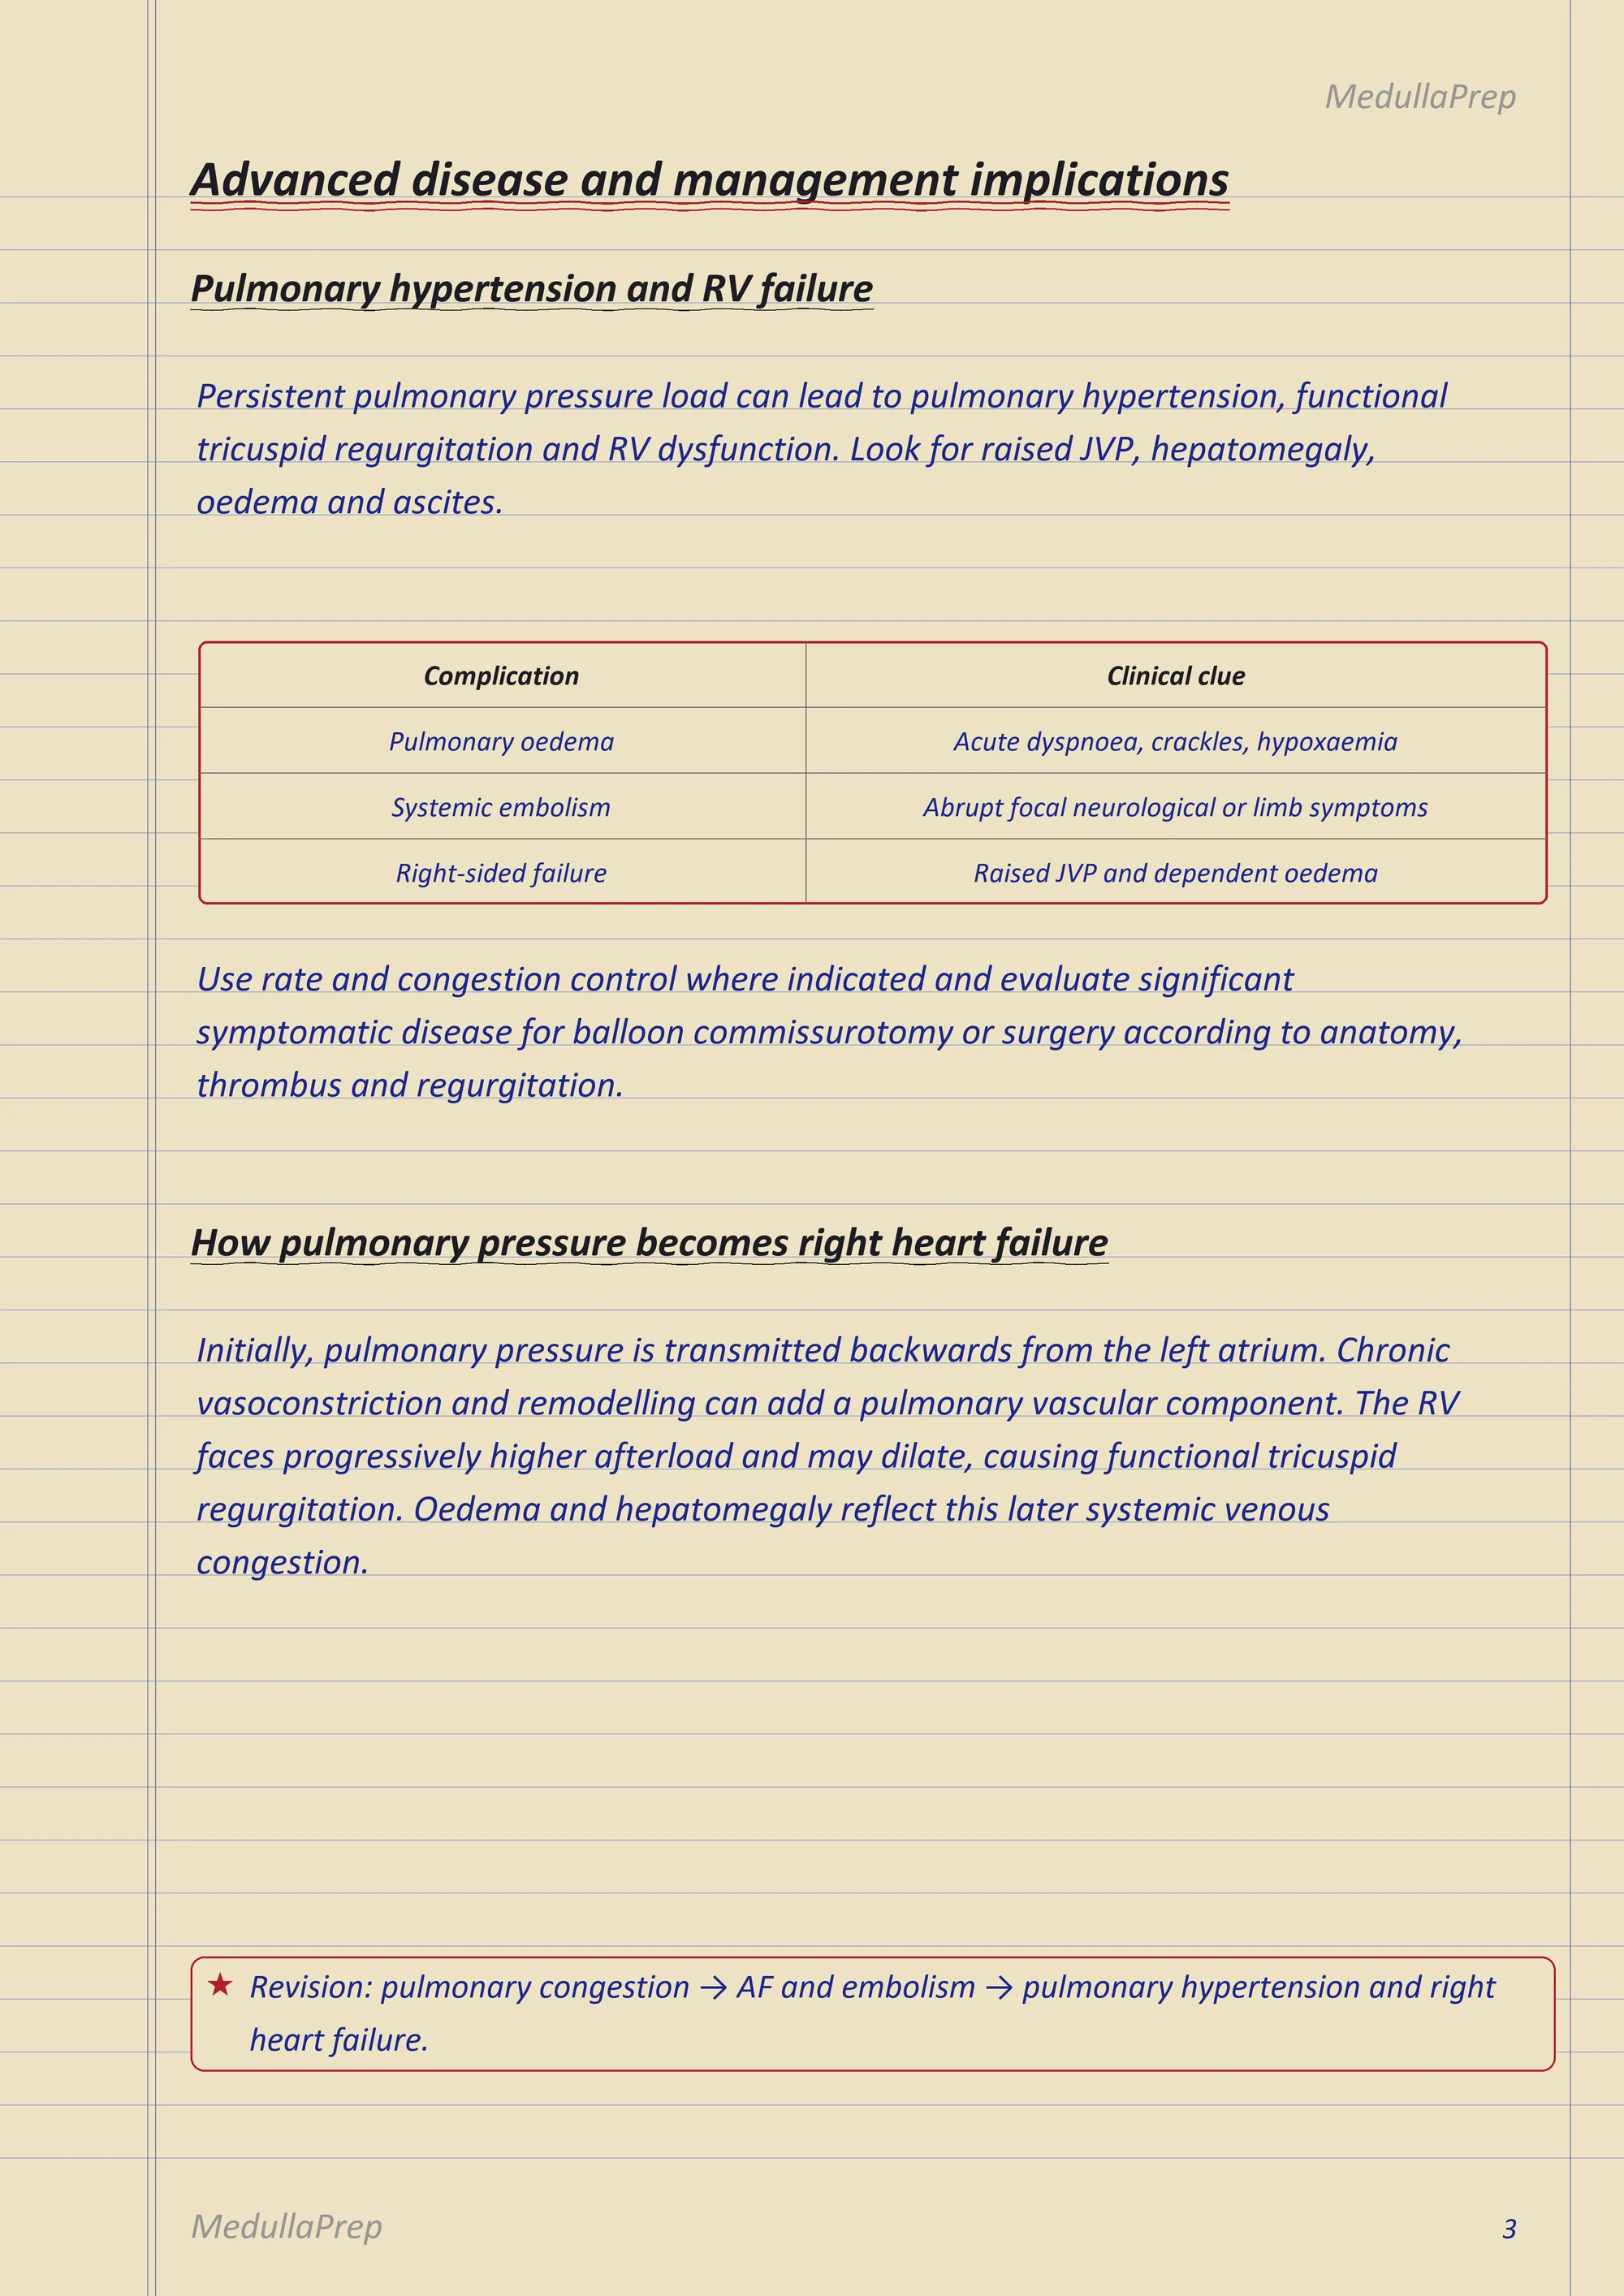 MedullaPrep
Advanced disease and management implications
Pulmonary hypertension and RV failure
Persistent pulmonary pressure load can lead to pulmonary hypertension, functional
tricuspid regurgitation and RV dysfunction. Look for raised JVP, hepatomegaly,
oedema and ascites.
Complication Clinical clue
Pulmonary oedema Acute dyspnoea, crackles, hypoxaemia
Systemic embolism Abrupt focal neurological or limb symptoms
Right-sided failure Raised JVP and dependent oedema
Use rate and congestion control where indicated and evaluate significant
symptomatic disease for balloon commissurotomy or surgery according to anatomy,
thrombus and regurgitation.
How pulmonary pressure becomes right heart failure
Initially, pulmonary pressure is transmitted backwards from the left atrium. Chronic
vasoconstriction and remodelling can add a pulmonary vascular component. The RV
faces progressively higher afterload and may dilate, causing functional tricuspid
regurgitation. Oedema and hepatomegaly reflect this later systemic venous
congestion.
★ Revision: pulmonary congestion → AF and embolism → pulmonary hypertension and right
heart failure.
MedullaPrep 3